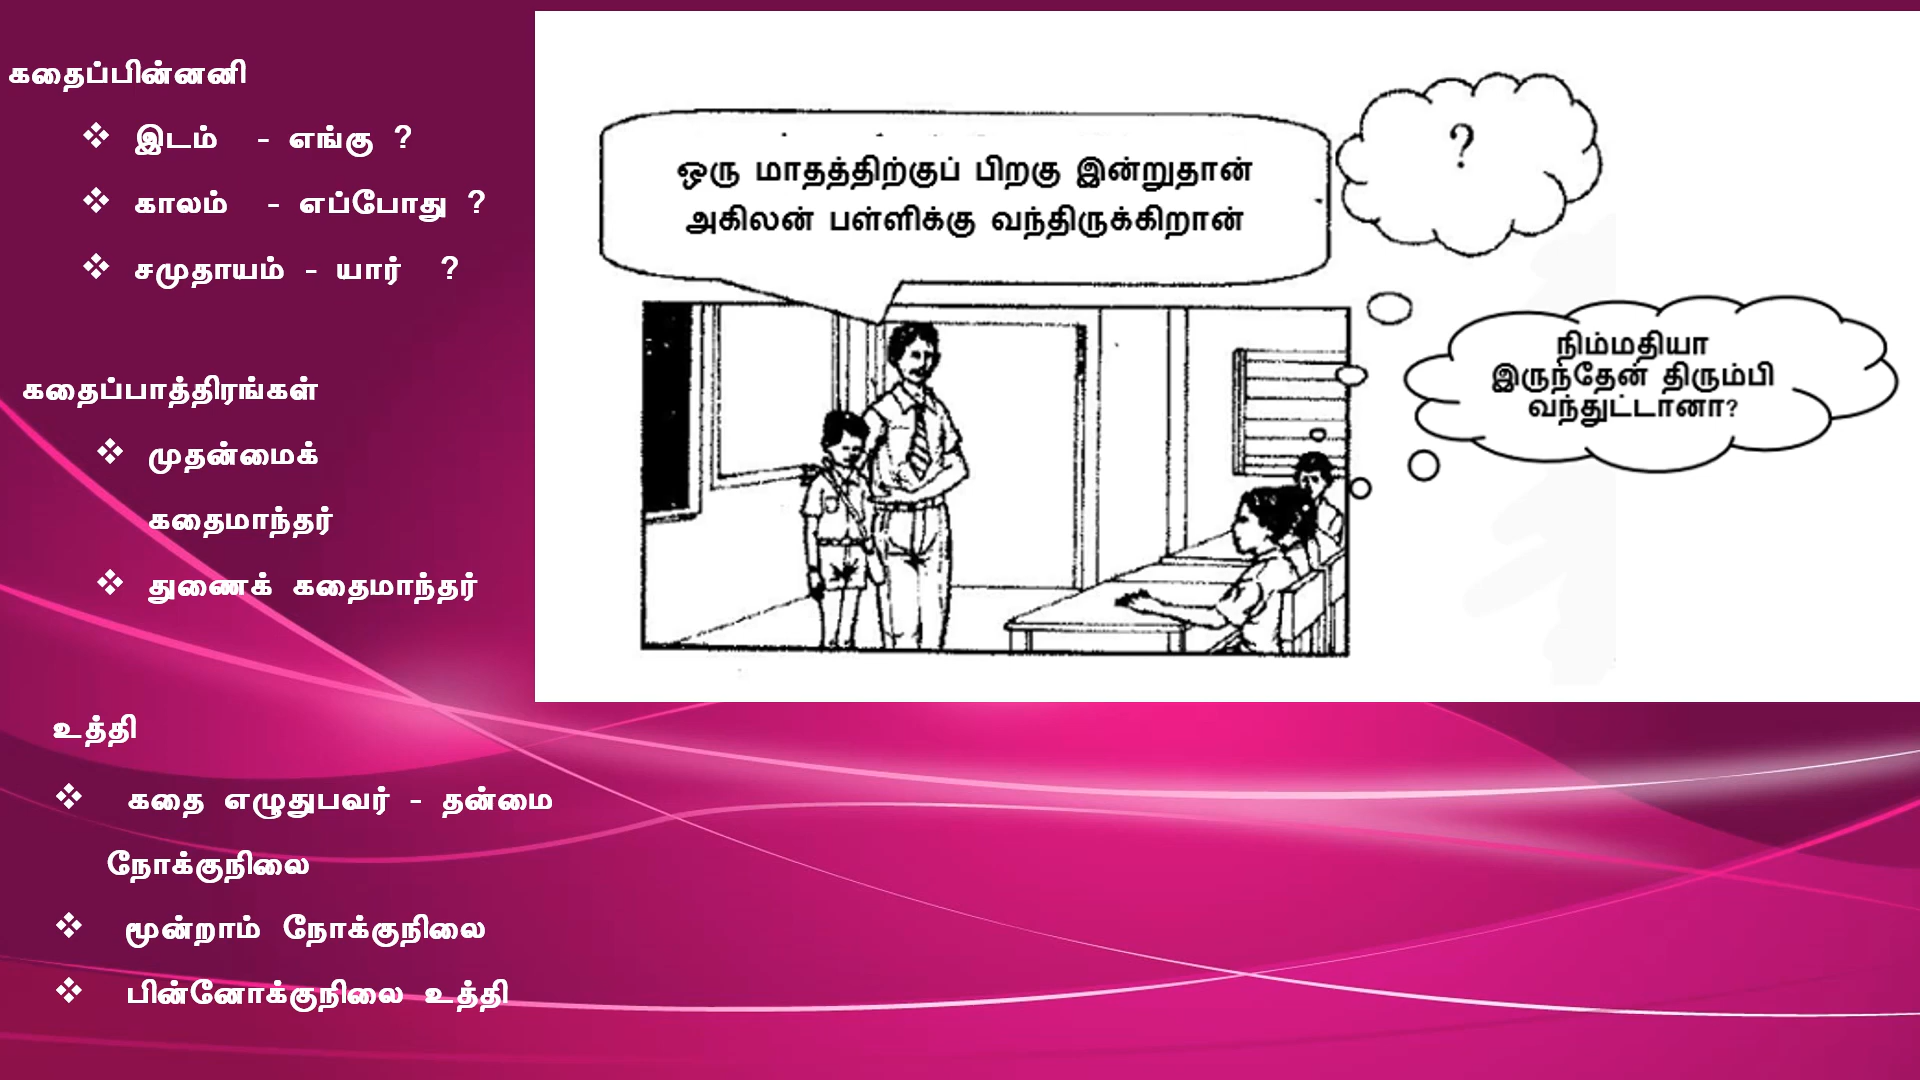 கதைப்பின்னனி
❖ இடம் - எங்கு ?
❖ காலம் - எப்போது ?
❖ சமுதாயம் - யார் ?
கதைப்பாத்திரங்கள்
❖ முதன்மைக்
கதைமாந்தர்
❖ துணைக் கதைமாந்தர்
உத்தி
❖ கதை எழுதுபவர் - தன்மை
நோக்குநிலை
❖ மூன்றாம் நோக்குநிலை
❖ பின்னோக்குநிலை உத்தி
ஒரு மாதத்திற்குப் பிறகு இன்றுதான்
அகிலன் பள்ளிக்கு வந்திருக்கிறான்
?
நிம்மதியா
இருந்தேன் திரும்பி
வந்துட்டானா?